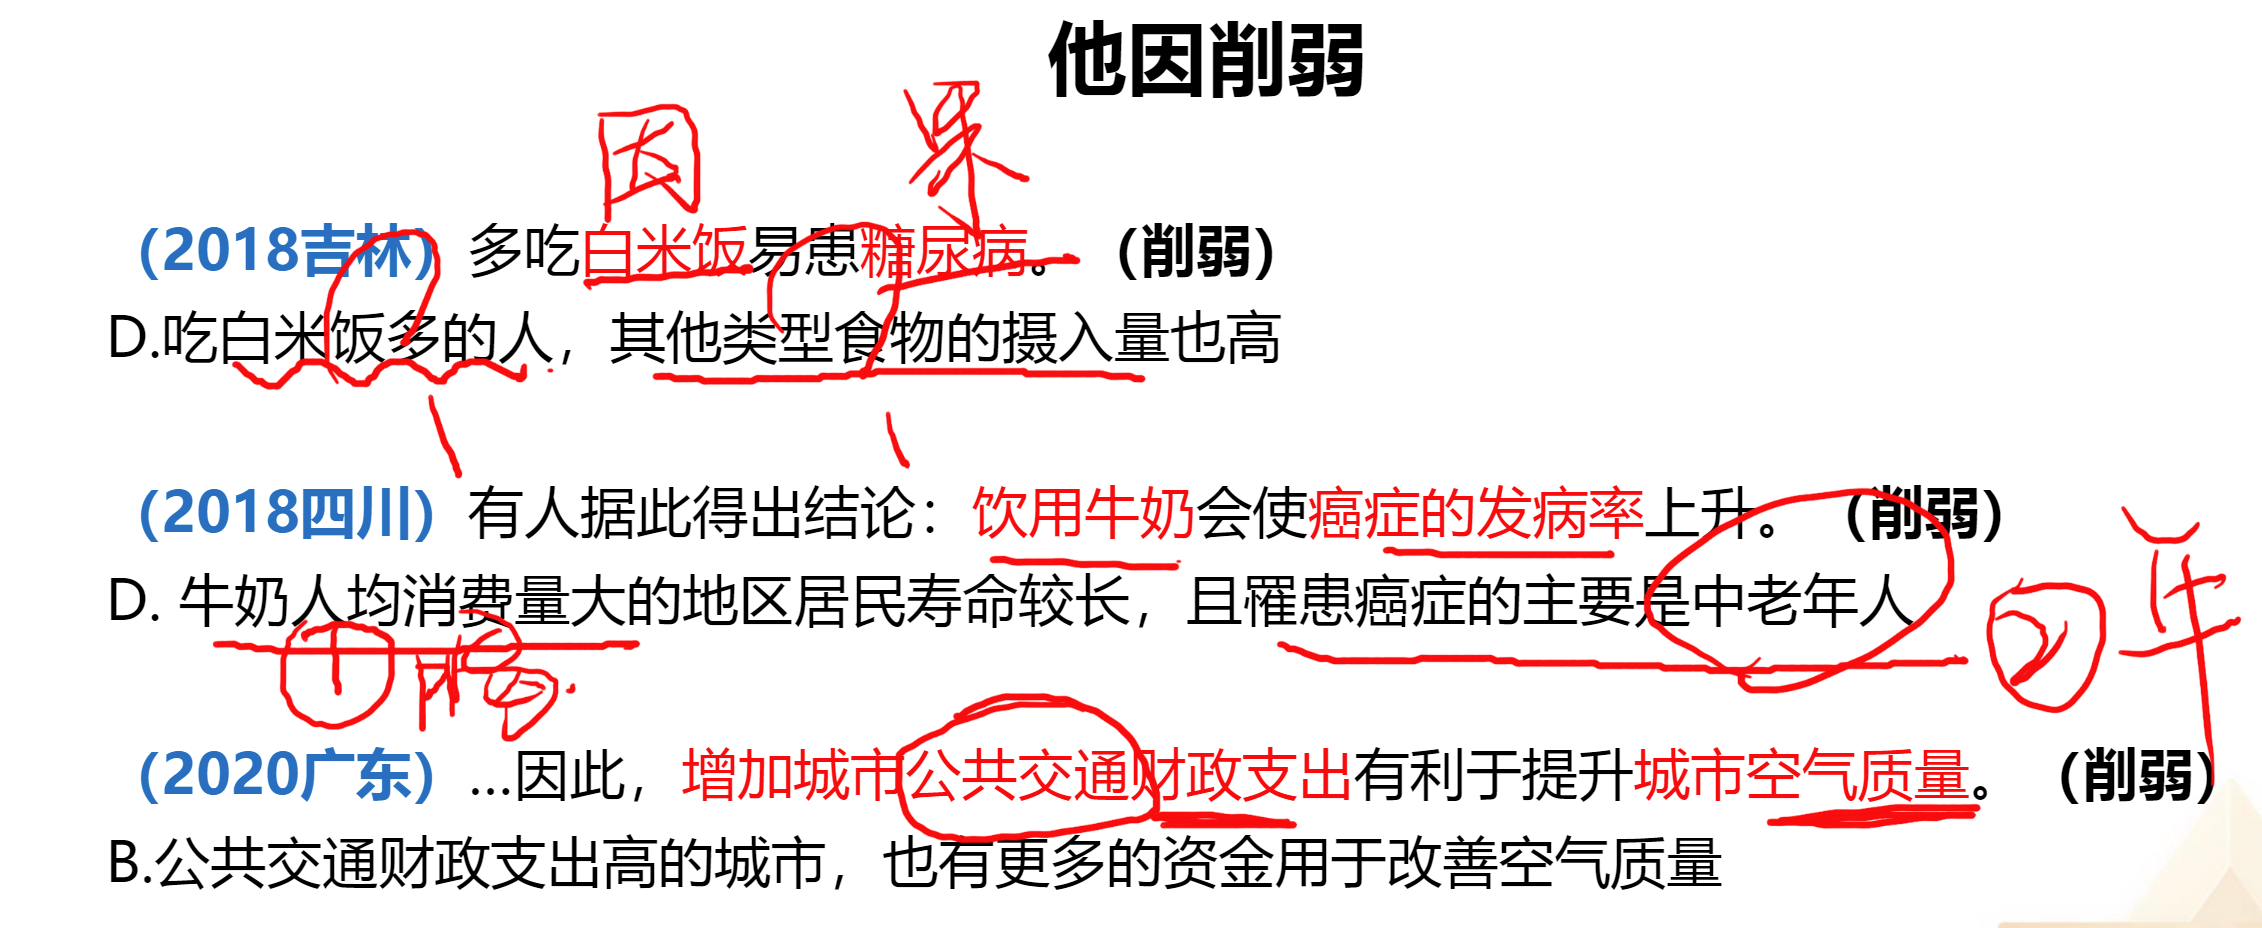 他因削弱
因 果
（2018吉林）多吃白米饭易患糖尿病。（削弱）
D.吃白米饭多的人，其他类型食物的摄入量也高
（2018四川）有人据此得出结论：饮用牛奶会使癌症的发病率上升。（削弱）
D. 牛奶人均消费量大的地区居民寿命较长，且罹患癌症的主要是中老年人
①
②
（2020广东）...因此，增加城市公共交通财政支出有利于提升城市空气质量。（削弱）
B.公共交通财政支出高的城市，也有更多的资金用于改善空气质量